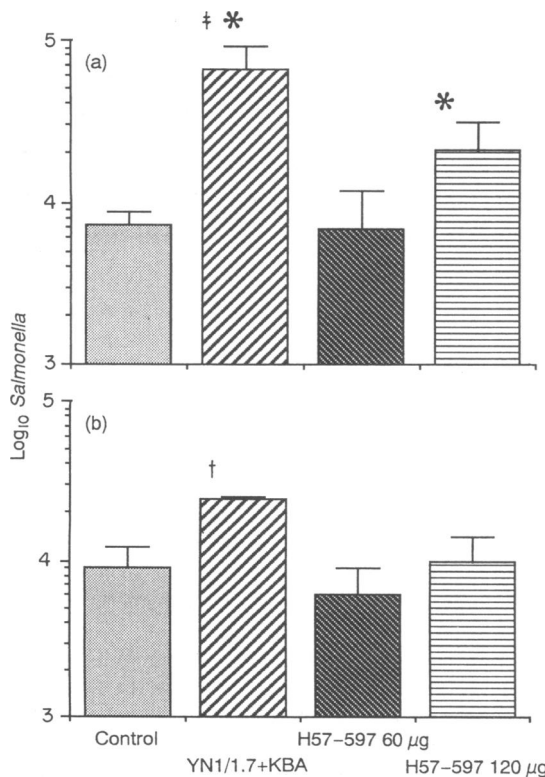 ‡ *
5
(a)
*
4
3
Log₁₀ Salmonella
5
(b)
†
4
3
Control
H57–597 60 µg
YN1/1.7+KBA
H57–597 120 µg